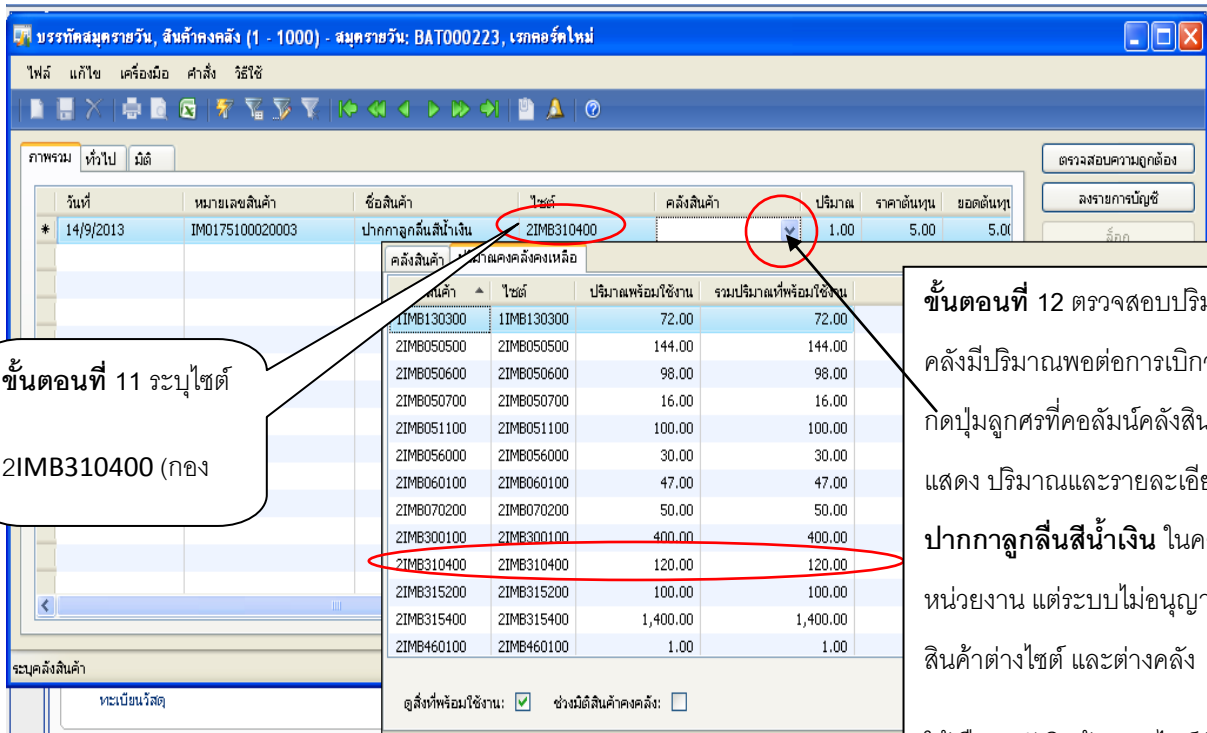 บรรทัดสมุดรายวัน, สินค้าคงคลัง (1 - 1000) - สมุดรายวัน: BAT000223, เรกคอร์ดใหม่
ไฟล์ แก้ไข เครื่องมือ คำสั่ง วิธีใช้
ภาพรวม ทั่วไป มิติ
ตรวจสอบความถูกต้อง
วันที่ หมายเลขสินค้า ชื่อสินค้า ไซต์ คลังสินค้า ปริมาณ ราคาต้นทุน ยอดต้นทุน
ลงรายการบัญชี
* 14/9/2013 IM0175100020003 ปากกาลูกลื่นสีน้ำเงิน 2IMB310400 1.00 5.00 5.00
ล็อก
คลังสินค้า ปริมาณคงคลังคงเหลือ
ไซต์ ปริมาณพร้อมใช้งาน รวมปริมาณที่พร้อมใช้งาน
1IMB130300 1IMB130300 72.00 72.00
2IMB050500 2IMB050500 144.00 144.00
2IMB050600 2IMB050600 98.00 98.00
2IMB050700 2IMB050700 16.00 16.00
2IMB051100 2IMB051100 100.00 100.00
2IMB056000 2IMB056000 30.00 30.00
2IMB060100 2IMB060100 47.00 47.00
2IMB070200 2IMB070200 50.00 50.00
2IMB300100 2IMB300100 400.00 400.00
2IMB310400 2IMB310400 120.00 120.00
2IMB315200 2IMB315200 100.00 100.00
2IMB315400 2IMB315400 1,400.00 1,400.00
2IMB460100 2IMB460100 1.00 1.00
ดูสิ่งที่พร้อมใช้งาน: ช่วงมิติสินค้าคงคลัง:
ขั้นตอนที่ 11 ระบุไซต์
2IMB310400 (กอง
ขั้นตอนที่ 12 ตรวจสอบปริม
คลังมีปริมาณพอต่อการเบิก
กดปุ่มลูกศรที่คอลัมน์คลังสิน
แสดง ปริมาณและรายละเอี
ปากกาลูกลื่นสีน้ำเงิน ในค
หน่วยงาน แต่ระบบไม่อนุญา
สินค้าต่างไซต์ และต่างคลัง
ระบุคลังสินค้า
ทะเบียนวัสดุ